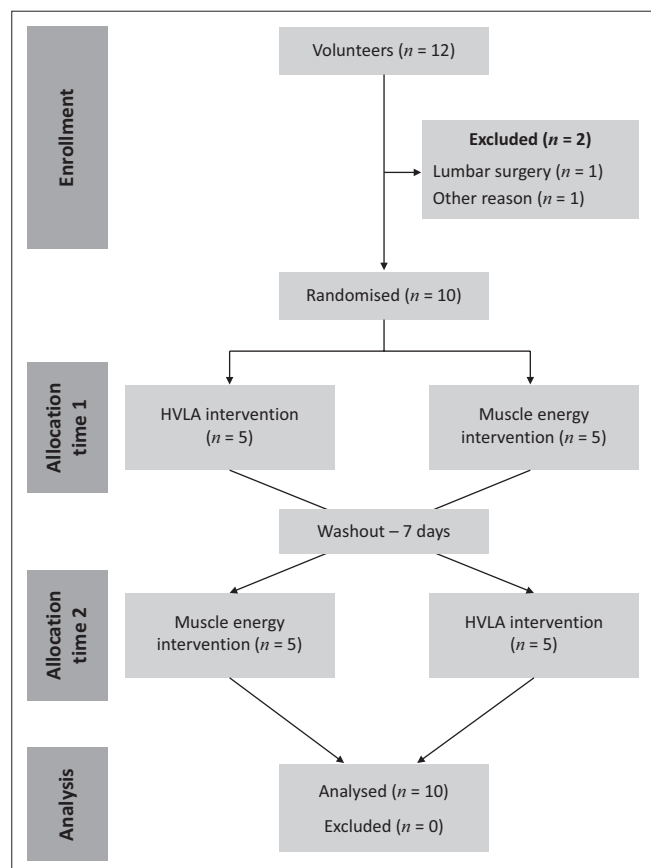 Enrollment
Volunteers (n = 12)
Excluded (n = 2)
Lumbar surgery (n = 1)
Other reason (n = 1)
Randomised (n = 10)
Allocation
time 1
HVLA intervention
(n = 5)
Muscle energy
intervention (n = 5)
Washout – 7 days
Allocation
time 2
Muscle energy
intervention (n = 5)
HVLA intervention
(n = 5)
Analysis
Analysed (n = 10)
Excluded (n = 0)